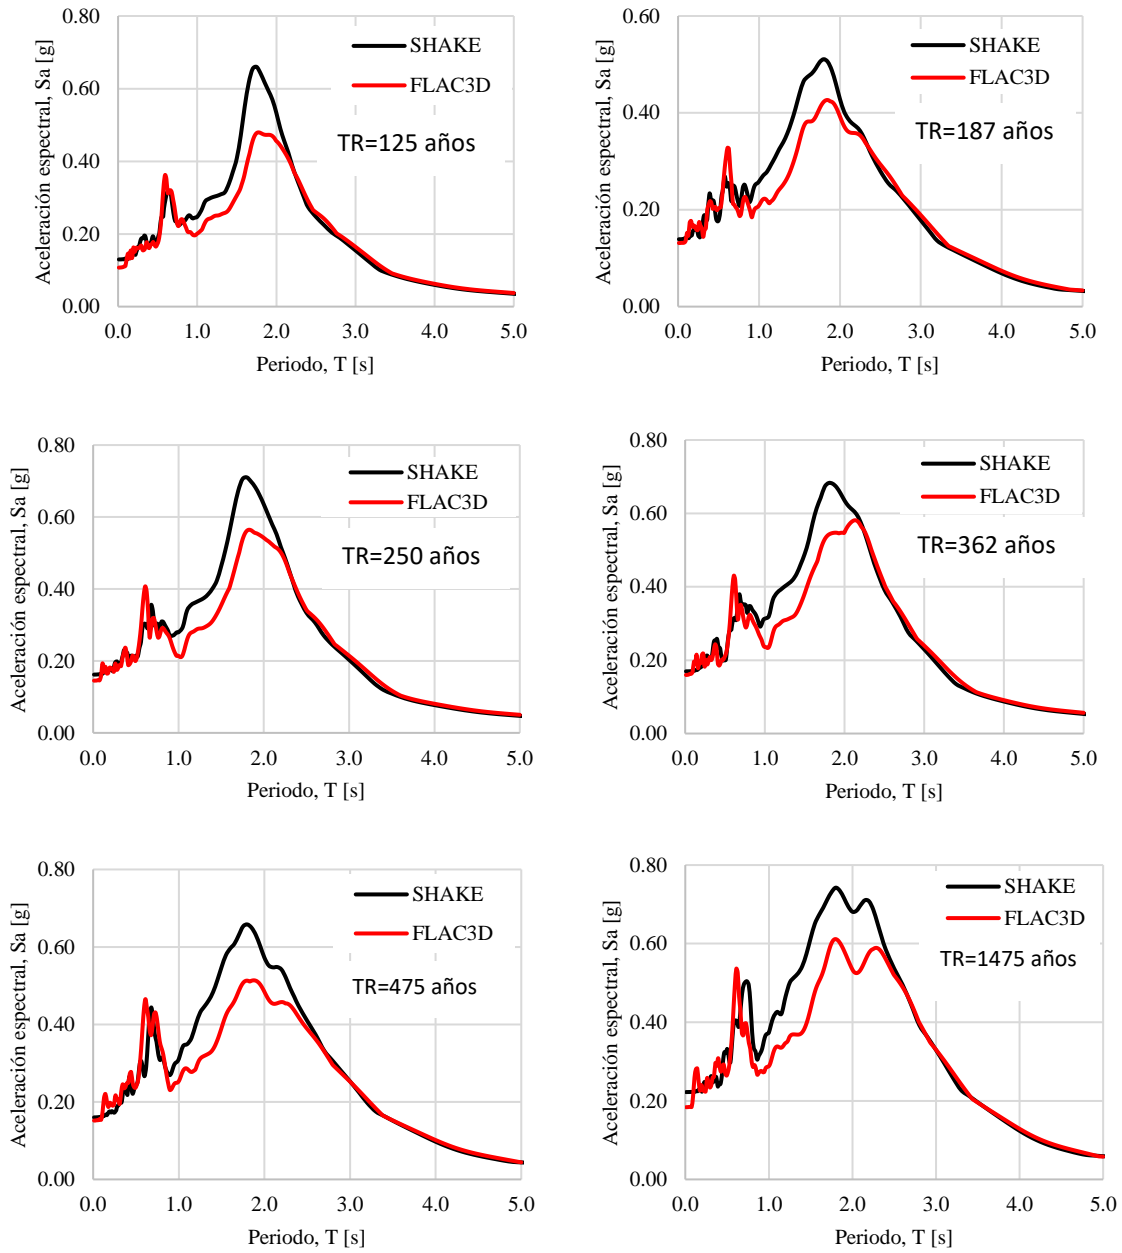 0.80
0.60
0.40
0.20
0.00
0.0 1.0 2.0 3.0 4.0 5.0
Aceleración espectral, Sa [g]
Periodo, T [s]
SHAKE
FLAC3D
TR=125 años
0.60
0.40
0.20
0.00
0.0 1.0 2.0 3.0 4.0 5.0
Aceleración espectral, Sa [g]
Periodo, T [s]
SHAKE
FLAC3D
TR=187 años
0.80
0.60
0.40
0.20
0.00
0.0 1.0 2.0 3.0 4.0 5.0
Aceleración espectral, Sa [g]
Periodo, T [s]
SHAKE
FLAC3D
TR=250 años
0.80
0.60
0.40
0.20
0.00
0.0 1.0 2.0 3.0 4.0 5.0
Aceleración espectral, Sa [g]
Periodo, T [s]
SHAKE
FLAC3D
TR=362 años
0.80
0.60
0.40
0.20
0.00
0.0 1.0 2.0 3.0 4.0 5.0
Aceleración espectral, Sa [g]
Periodo, T [s]
SHAKE
FLAC3D
TR=475 años
0.80
0.60
0.40
0.20
0.00
0.0 1.0 2.0 3.0 4.0 5.0
Aceleración espectral, Sa [g]
Periodo, T [s]
SHAKE
FLAC3D
TR=1475 años